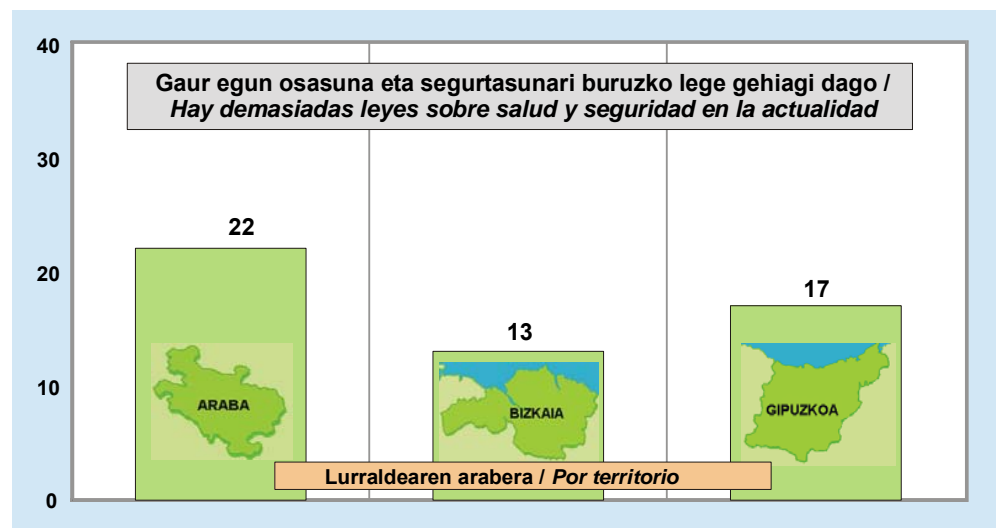 40
Gaur egun osasuna eta segurtasunari buruzko lege gehiagi dago /
Hay demasiadas leyes sobre salud y seguridad en la actualidad
30
22
20
17
13
10
ARABA
BIZKAIA
GIPUZKOA
Lurraldearen arabera / Por territorio
0